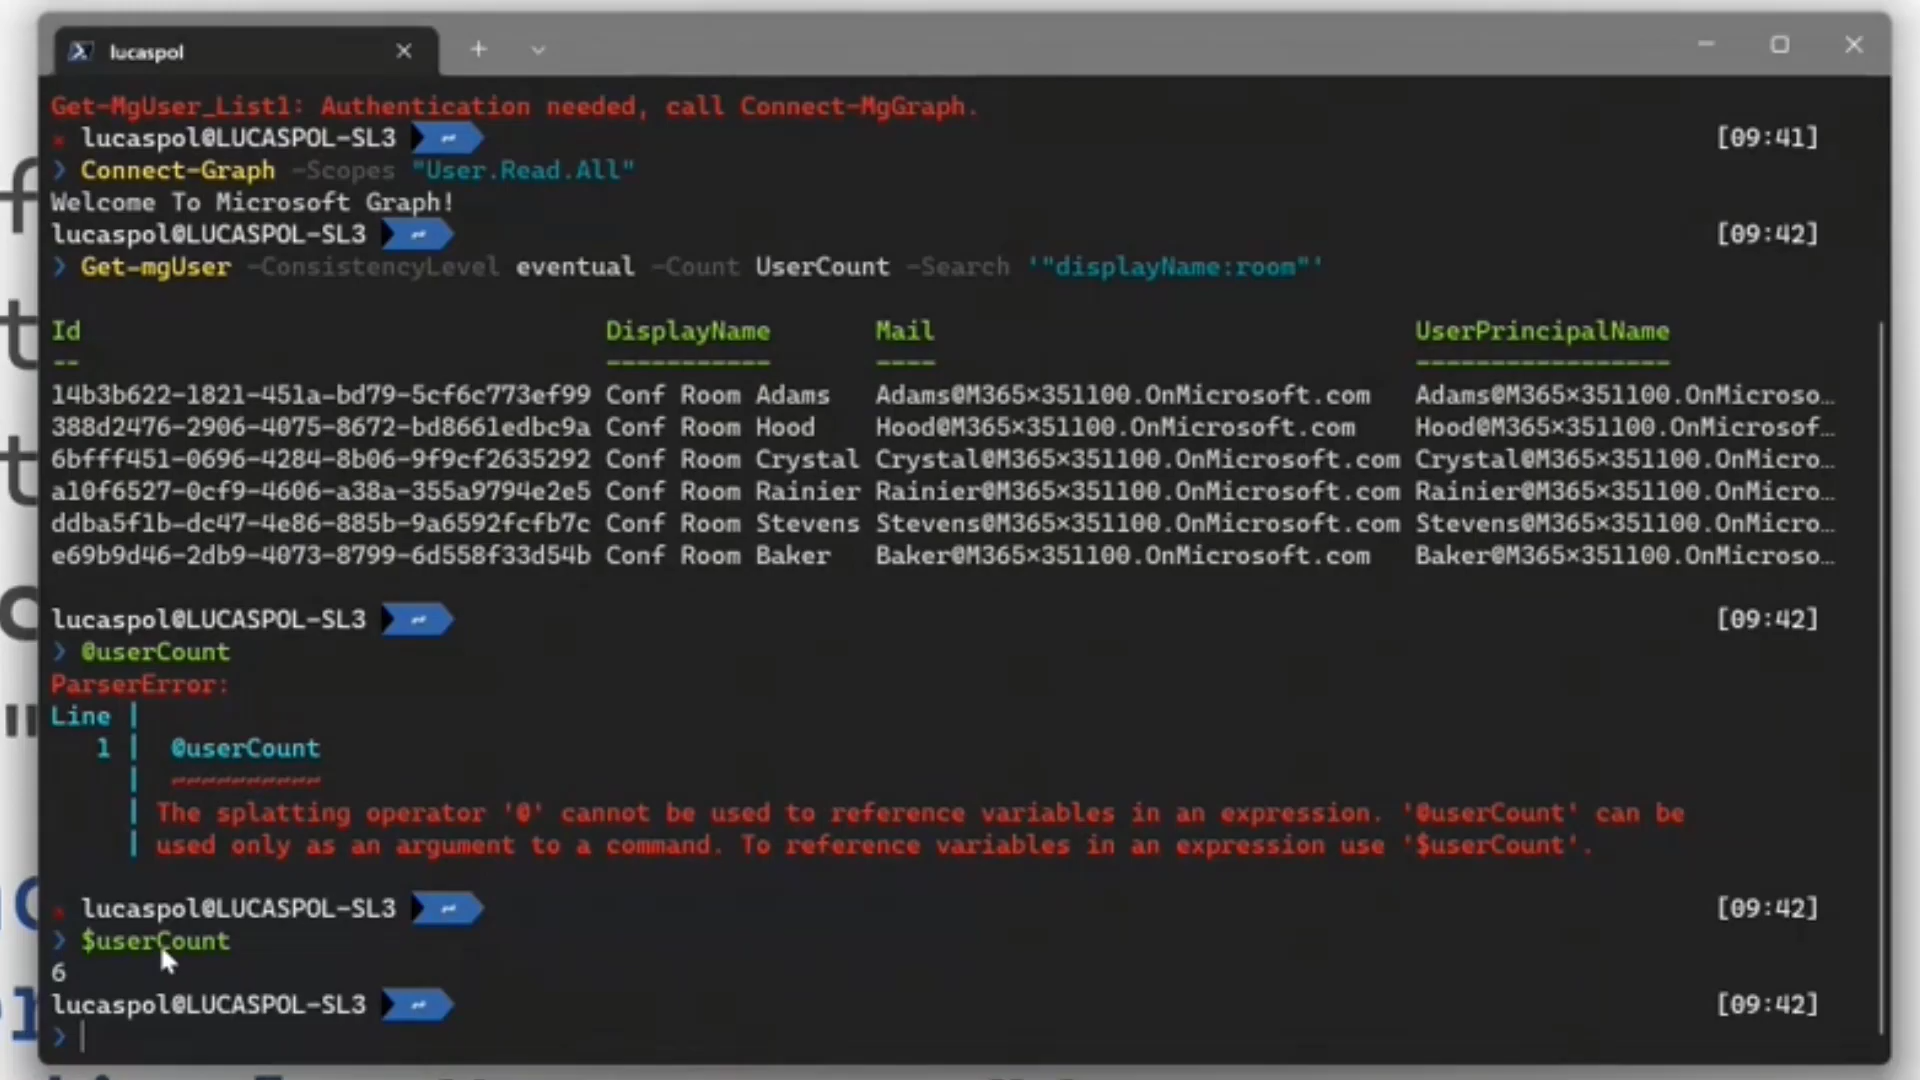 lucaspol
Get-MgUser_List1: Authentication needed, call Connect-MgGraph.
lucaspol@LUCASPOL-SL3 ~ [09:41]
❯ Connect-Graph -Scopes "User.Read.All"
Welcome To Microsoft Graph!
lucaspol@LUCASPOL-SL3 ~ [09:42]
❯ Get-mgUser -ConsistencyLevel eventual -Count UserCount -Search '"displayName:room"'
Id DisplayName Mail UserPrincipalName
-- ----------- ---- -----------------
14b3b622-1821-451a-bd79-5cf6c773ef99 Conf Room Adams Adams@M365x351100.OnMicrosoft.com Adams@M365x351100.OnMicroso…
388d2476-2906-4075-8672-bd8661edbc9a Conf Room Hood Hood@M365x351100.OnMicrosoft.com Hood@M365x351100.OnMicrosof…
6bfff451-0696-4284-8b06-9f9cf2635292 Conf Room Crystal Crystal@M365x351100.OnMicrosoft.com Crystal@M365x351100.OnMicro…
a10f6527-0cf9-4606-a38a-355a9794e2e5 Conf Room Rainier Rainier@M365x351100.OnMicrosoft.com Rainier@M365x351100.OnMicro…
ddba5f1b-dc47-4e86-885b-9a6592fcfb7c Conf Room Stevens Stevens@M365x351100.OnMicrosoft.com Stevens@M365x351100.OnMicro…
e69b9d46-2db9-4073-8799-6d558f33d54b Conf Room Baker Baker@M365x351100.OnMicrosoft.com Baker@M365x351100.OnMicroso…
lucaspol@LUCASPOL-SL3 ~ [09:42]
❯ @userCount
ParserError:
Line |
1 | @userCount
| ~~~~~~~~~~
| The splatting operator '@' cannot be used to reference variables in an expression. '@userCount' can be
| used only as an argument to a command. To reference variables in an expression use '$userCount'.
lucaspol@LUCASPOL-SL3 ~ [09:42]
❯ $userCount
6
lucaspol@LUCASPOL-SL3 ~ [09:42]
❯